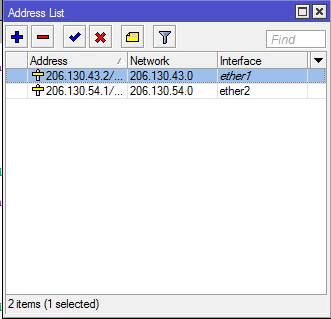 Address List
Find
Address Network Interface
206.130.43.2/... 206.130.43.0 ether1
206.130.54.1/... 206.130.54.0 ether2
2 items (1 selected)